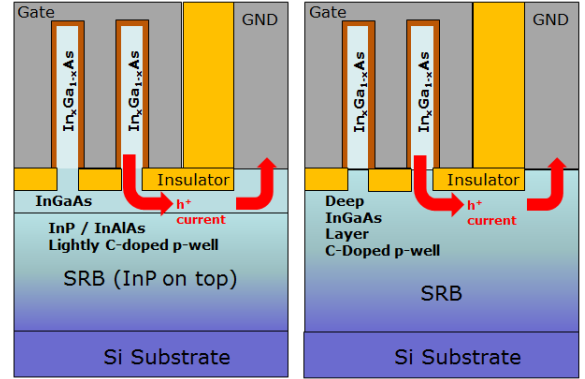 Gate
GND
InxGa1-xAs
InxGa1-xAs
Insulator
InGaAs
h+
current
InP / InAlAs
Lightly C-doped p-well
SRB (InP on top)
Si Substrate
Gate
GND
InxGa1-xAs
InxGa1-xAs
Insulator
Deep
InGaAs
Layer
C-Doped p-well
h+
current
SRB
Si Substrate